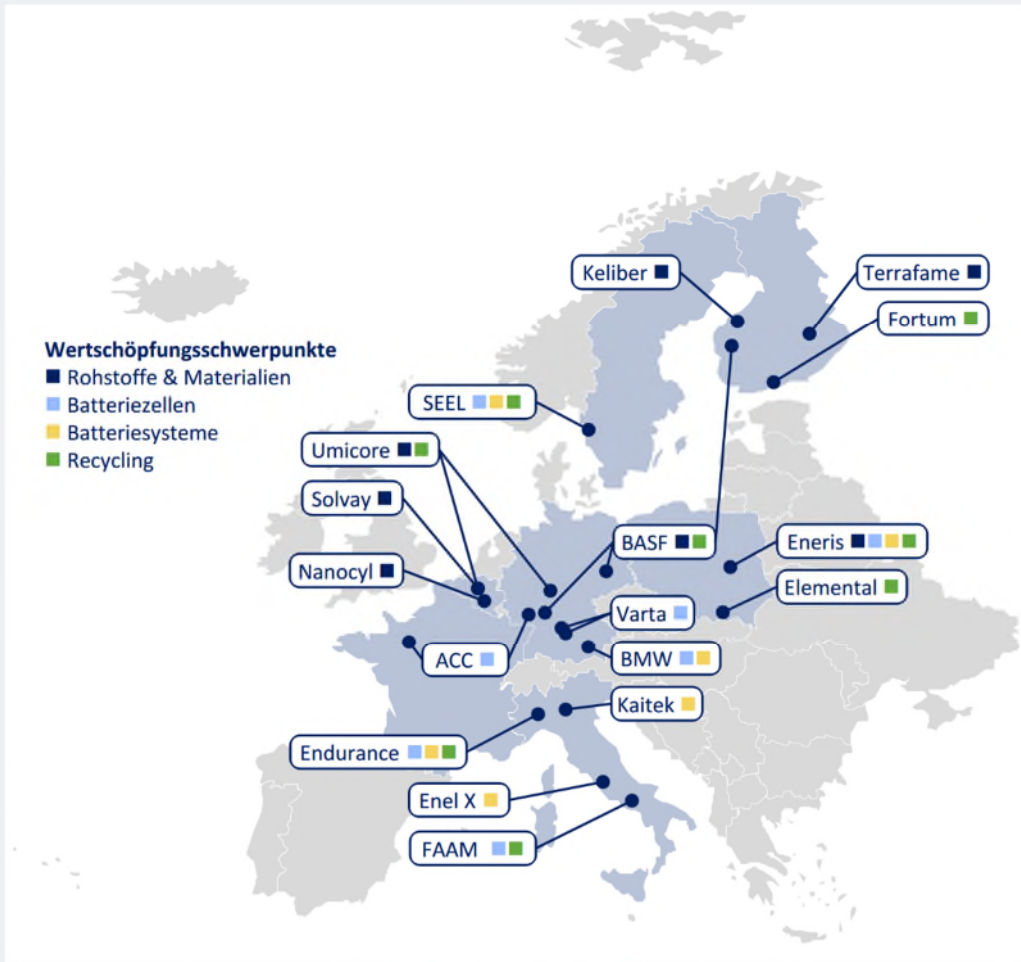 Keliber
Terrafame
Fortum
Wertschöpfungsschwerpunkte
Rohstoffe & Materialien
Batteriezellen
Batteriesysteme
Recycling
SEEL
Umicore
Solvay
Nanocyl
BASF
Eneris
Elemental
Varta
ACC
BMW
Kaitek
Endurance
Enel X
FAAM